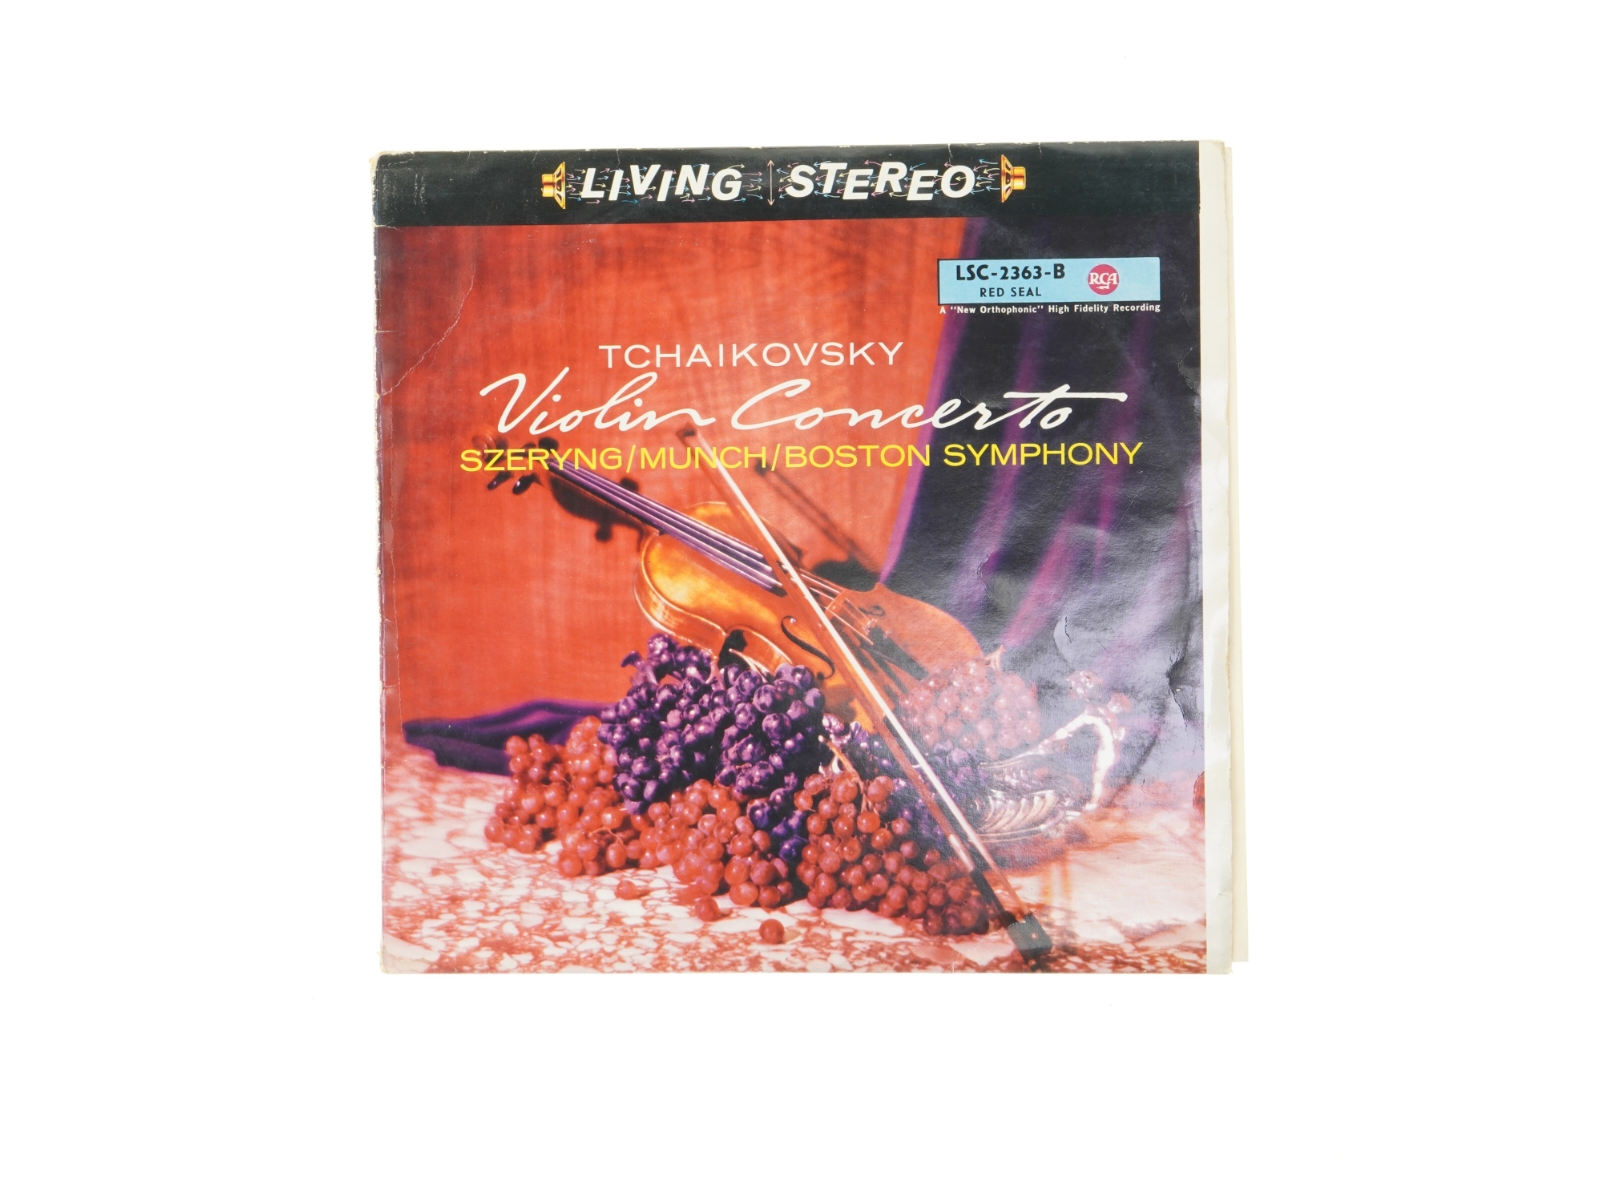 LIVING STEREO
LSC-2363-B
RED SEAL
RCA
A "New Orthophonic" High Fidelity Recording
TCHAIKOVSKY
Violin Concerto
SZERYNG/MUNCH/BOSTON SYMPHONY